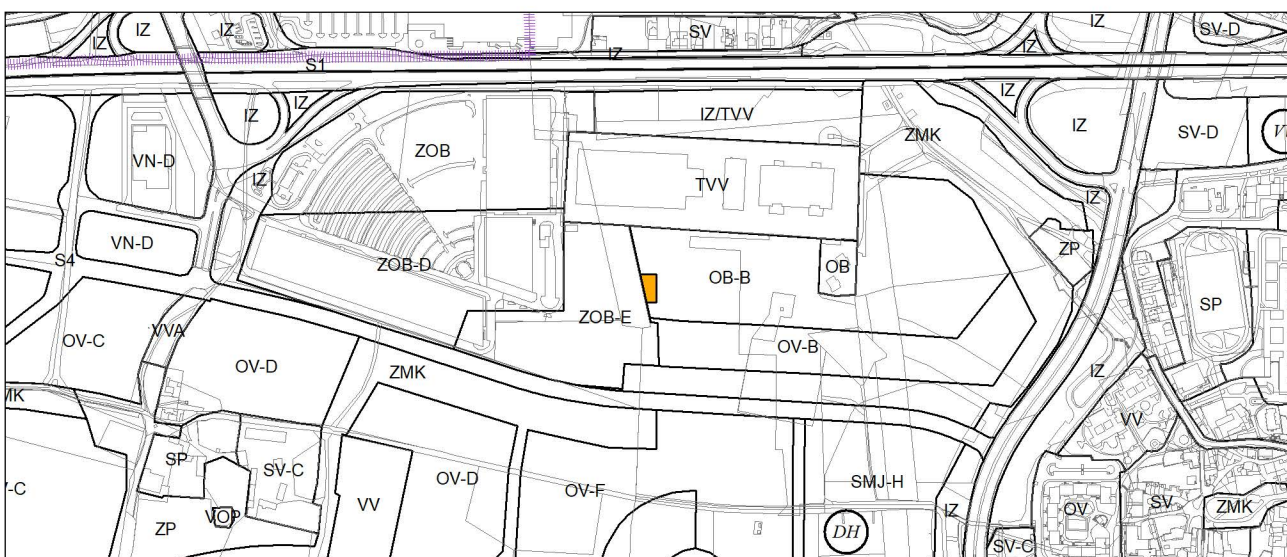 IZ
IZ
IZ
SV
IZ
IZ
SV-D
IZ
S1
IZ
IZ
IZ
IZ
IZ/TVV
ZMK
SV-D
VN-D
ZOB
TVV
IZ
IZ
VN-D
ZP
S4
ZOB-D
OB-B
OB
SP
ZOB-E
OV-C
VVA
OV-B
OV-D
ZMK
IZ
VV
SP
SV-C
OV-D
OV-F
SMJ-H
VV
VOP
ZP
IZ
OV
SV
ZMK
DH
SV-C